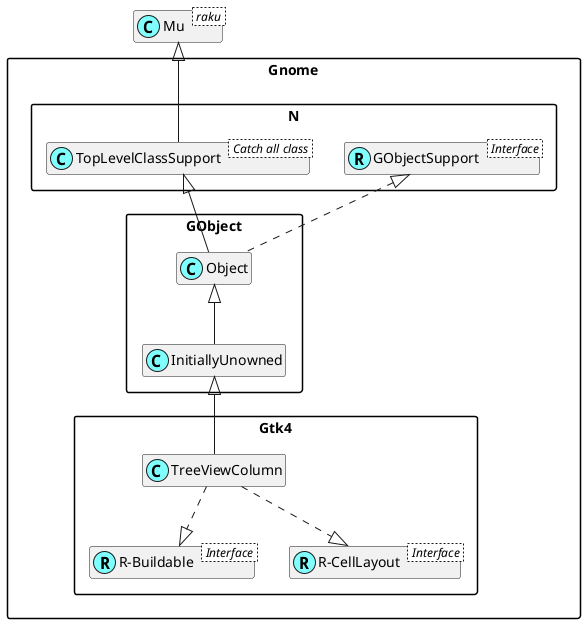 C Mu raku
Gnome
N
C TopLevelClassSupport Catch all class
R GObjectSupport Interface
GObject
C Object
C InitiallyUnowned
Gtk4
C TreeViewColumn
R R-Buildable Interface
R R-CellLayout Interface